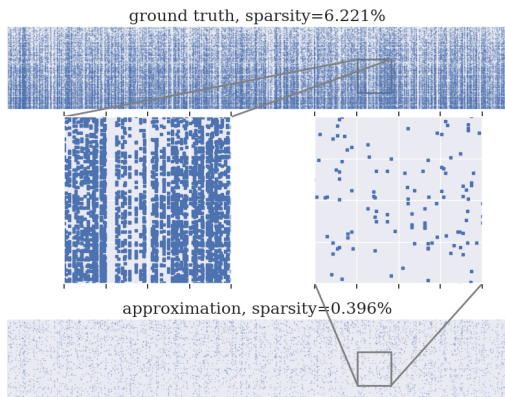 ground truth, sparsity=6.221%
approximation, sparsity=0.396%